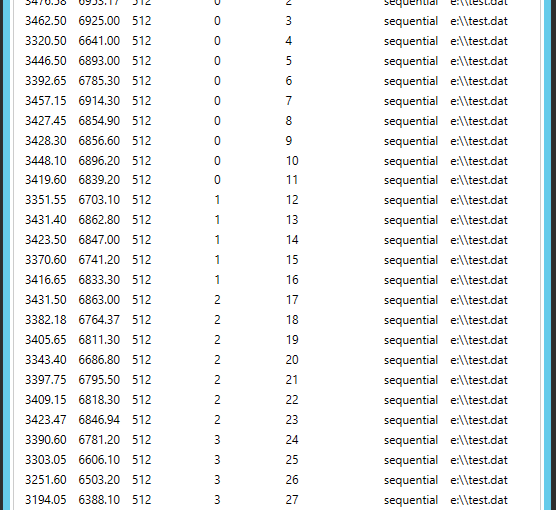 3476.58 6953.17 512 0 2 sequential e:\\test.dat
3462.50 6925.00 512 0 3 sequential e:\\test.dat
3320.50 6641.00 512 0 4 sequential e:\\test.dat
3446.50 6893.00 512 0 5 sequential e:\\test.dat
3392.65 6785.30 512 0 6 sequential e:\\test.dat
3457.15 6914.30 512 0 7 sequential e:\\test.dat
3427.45 6854.90 512 0 8 sequential e:\\test.dat
3428.30 6856.60 512 0 9 sequential e:\\test.dat
3448.10 6896.20 512 0 10 sequential e:\\test.dat
3419.60 6839.20 512 0 11 sequential e:\\test.dat
3351.55 6703.10 512 1 12 sequential e:\\test.dat
3431.40 6862.80 512 1 13 sequential e:\\test.dat
3423.50 6847.00 512 1 14 sequential e:\\test.dat
3370.60 6741.20 512 1 15 sequential e:\\test.dat
3416.65 6833.30 512 1 16 sequential e:\\test.dat
3431.50 6863.00 512 2 17 sequential e:\\test.dat
3382.18 6764.37 512 2 18 sequential e:\\test.dat
3405.65 6811.30 512 2 19 sequential e:\\test.dat
3343.40 6686.80 512 2 20 sequential e:\\test.dat
3397.75 6795.50 512 2 21 sequential e:\\test.dat
3409.15 6818.30 512 2 22 sequential e:\\test.dat
3423.47 6846.94 512 2 23 sequential e:\\test.dat
3390.60 6781.20 512 3 24 sequential e:\\test.dat
3303.05 6606.10 512 3 25 sequential e:\\test.dat
3251.60 6503.20 512 3 26 sequential e:\\test.dat
3194.05 6388.10 512 3 27 sequential e:\\test.dat